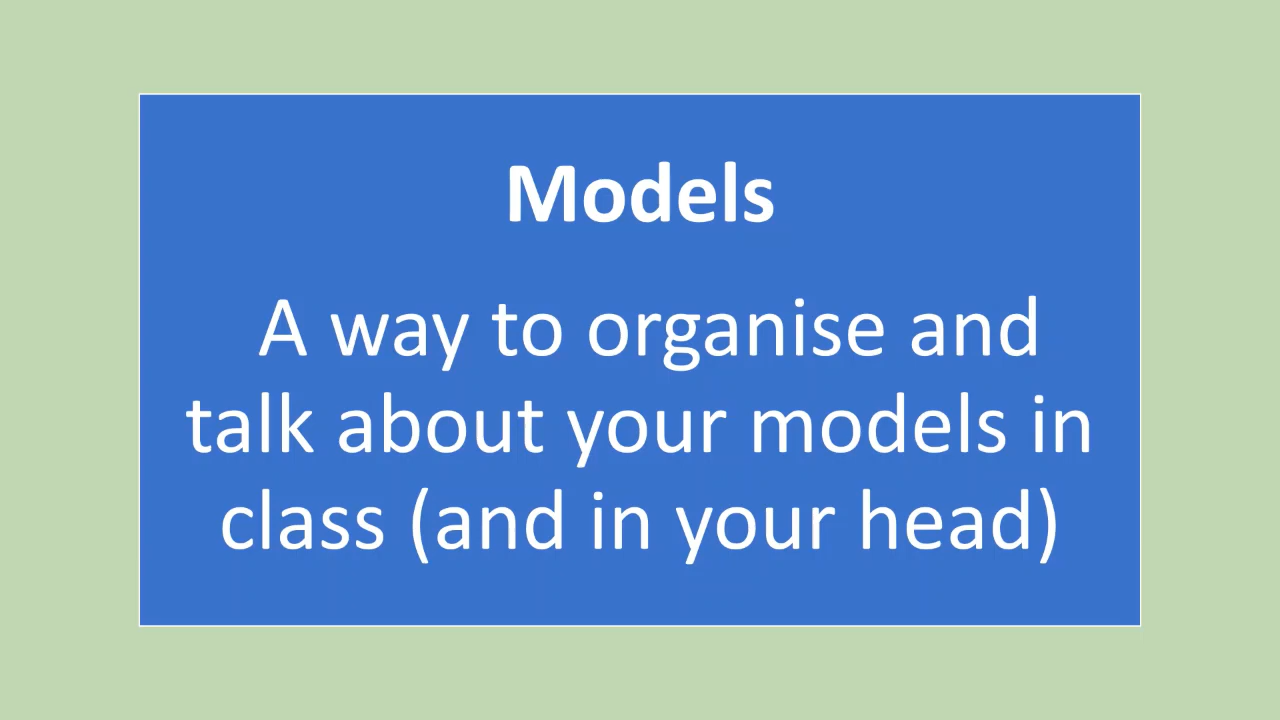 Models
A way to organise and
talk about your models in
class (and in your head)